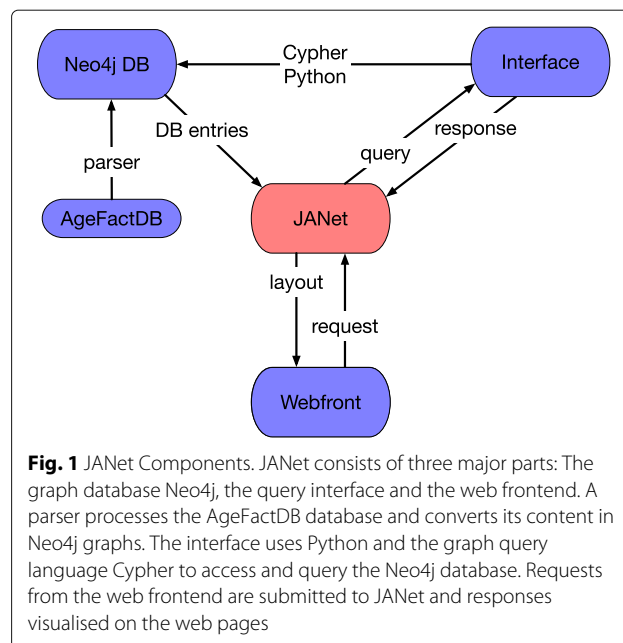 Neo4j DB
Cypher
Python
Interface
DB entries
response
query
parser
AgeFactDB
JANet
layout
request
Webfront
Fig. 1 JANet Components. JANet consists of three major parts: The
graph database Neo4j, the query interface and the web frontend. A
parser processes the AgeFactDB database and converts its content in
Neo4j graphs. The interface uses Python and the graph query
language Cypher to access and query the Neo4j database. Requests
from the web frontend are submitted to JANet and responses
visualised on the web pages